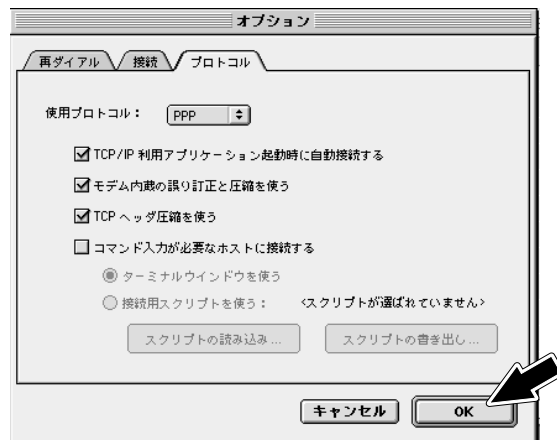 オプション
再ダイアル 接続 プロトコル
使用プロトコル： PPP
TCP/IP 利用アプリケーション起動時に自動接続する
モデム内蔵の誤り訂正と圧縮を使う
TCP ヘッダ圧縮を使う
コマンド入力が必要なホストに接続する
ターミナルウインドウを使う
接続用スクリプトを使う： <スクリプトが選ばれていません>
スクリプトの読み込み... スクリプトの書き出し...
キャンセル OK